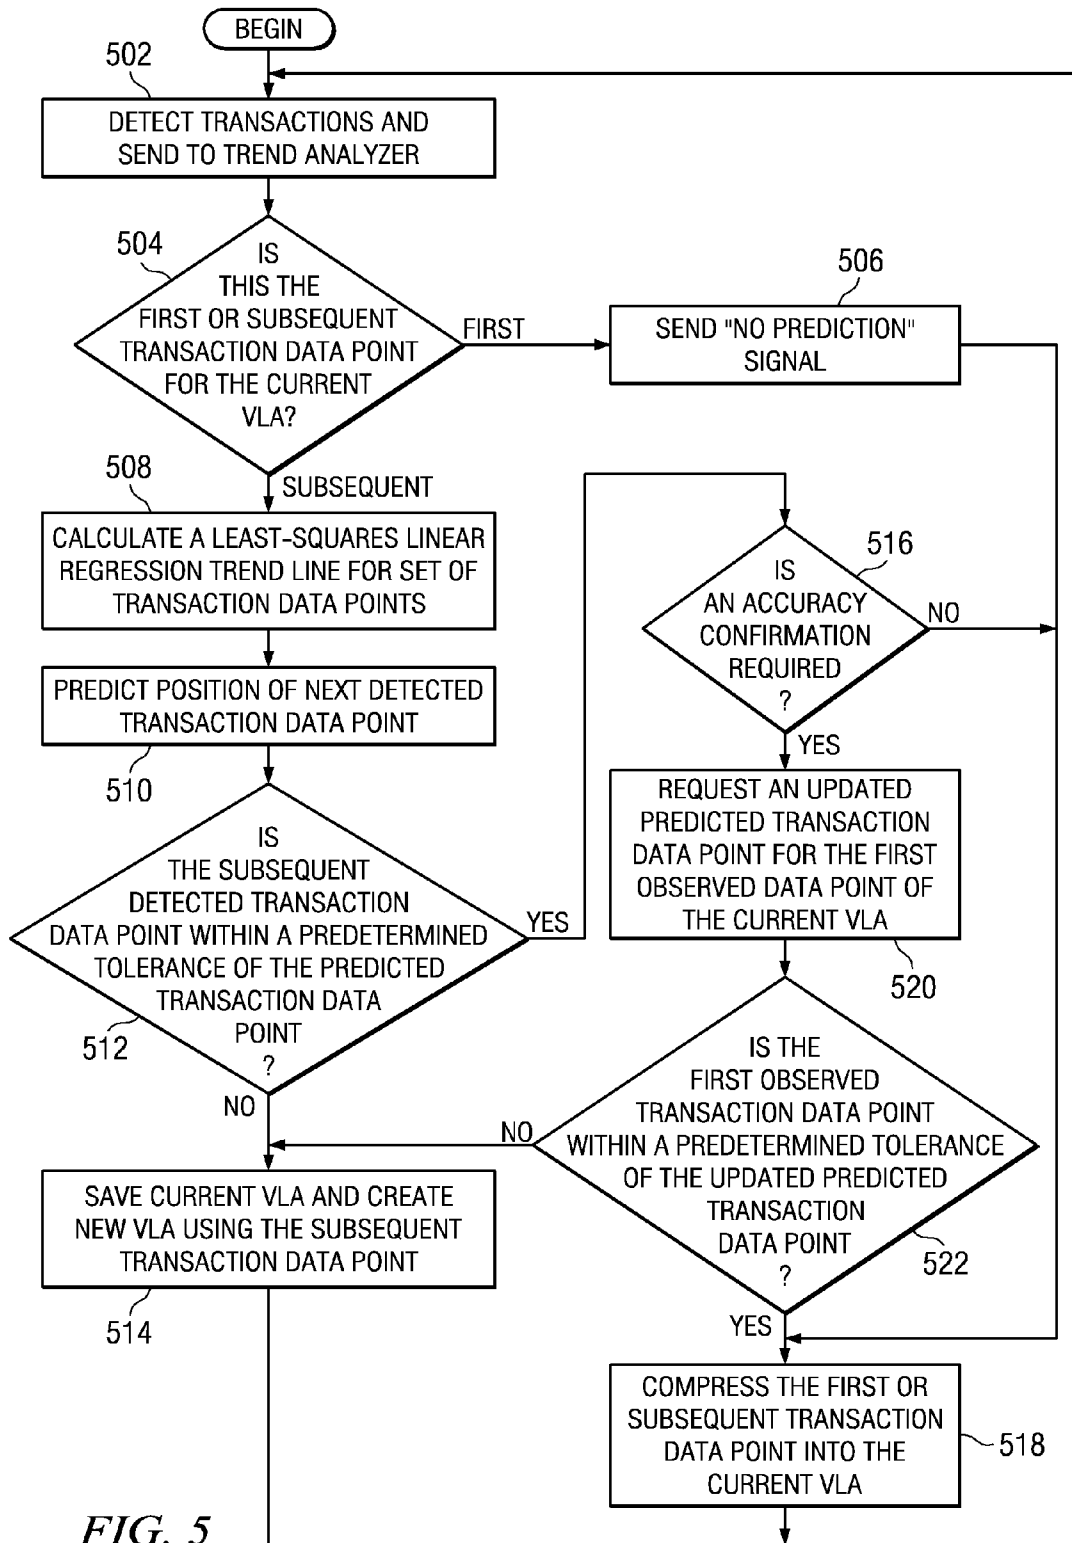 BEGIN
502
DETECT TRANSACTIONS AND
SEND TO TREND ANALYZER
504
IS
THIS THE
FIRST OR SUBSEQUENT
TRANSACTION DATA POINT
FOR THE CURRENT
VLA?
FIRST
506
SEND "NO PREDICTION"
SIGNAL
SUBSEQUENT
508
CALCULATE A LEAST-SQUARES LINEAR
REGRESSION TREND LINE FOR SET OF
TRANSACTION DATA POINTS
PREDICT POSITION OF NEXT DETECTED
TRANSACTION DATA POINT
510
IS
THE SUBSEQUENT
DETECTED TRANSACTION
DATA POINT WITHIN A PREDETERMINED
TOLERANCE OF THE PREDICTED
TRANSACTION DATA
POINT
?
512
YES
NO
516
IS
AN ACCURACY
CONFIRMATION
REQUIRED
?
NO
YES
REQUEST AN UPDATED
PREDICTED TRANSACTION
DATA POINT FOR THE FIRST
OBSERVED DATA POINT OF
THE CURRENT VLA
520
IS THE
FIRST OBSERVED
TRANSACTION DATA POINT
WITHIN A PREDETERMINED TOLERANCE
OF THE UPDATED PREDICTED
TRANSACTION
DATA POINT
?
522
NO
YES
SAVE CURRENT VLA AND CREATE
NEW VLA USING THE SUBSEQUENT
TRANSACTION DATA POINT
514
COMPRESS THE FIRST OR
SUBSEQUENT TRANSACTION
DATA POINT INTO THE
CURRENT VLA
518
FIG. 5